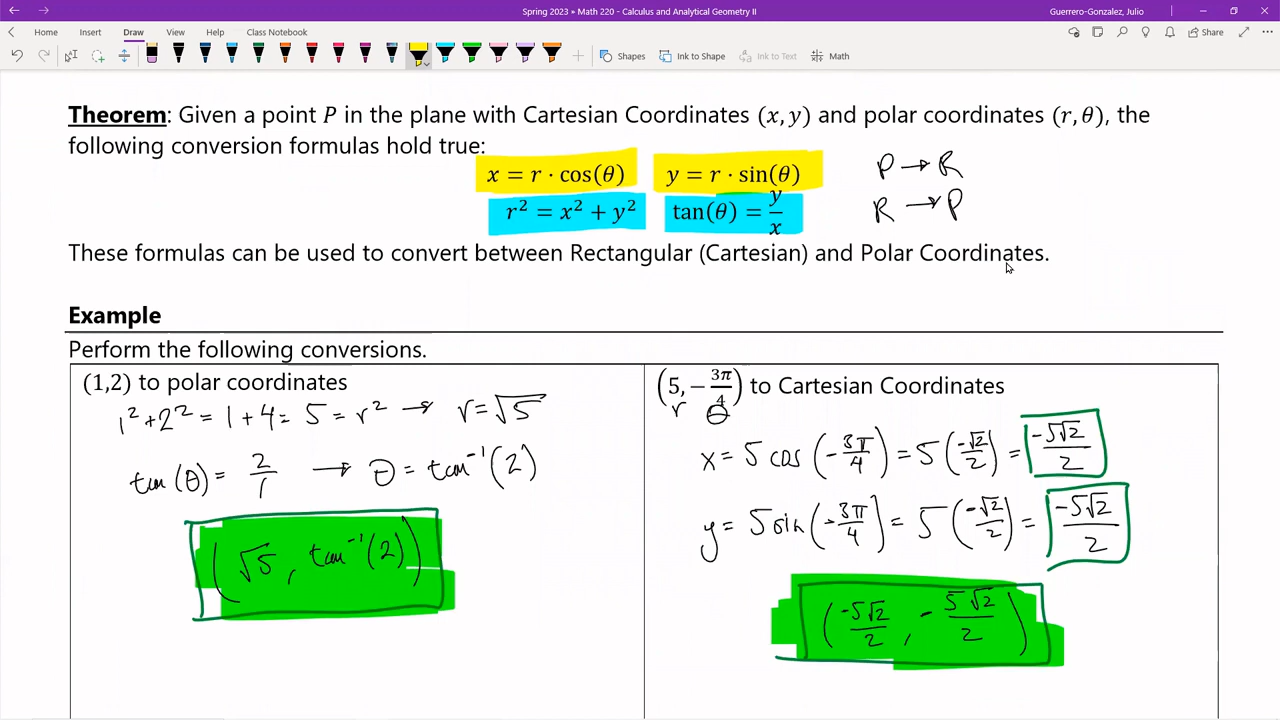 Spring 2023 » Math 220 - Calculus and Analytical Geometry II
Guerrero-Gonzalez, Julio
Home Insert Draw View Help Class Notebook
Share
Shapes Ink to Shape Ink to Text Math
Theorem: Given a point P in the plane with Cartesian Coordinates (x, y) and polar coordinates (r, θ), the
following conversion formulas hold true:
x = r · cos(θ) y = r · sin(θ) P → R
r² = x² + y² tan(θ) = y/x R → P
These formulas can be used to convert between Rectangular (Cartesian) and Polar Coordinates.
Example
Perform the following conversions.
(1,2) to polar coordinates
1² + 2² = 1 + 4 = 5 = r² → r = √5
tan(θ) = 2/1 → θ = tan⁻¹(2)
(√5, tan⁻¹(2))
(5, −3π/4) to Cartesian Coordinates
r θ
x = 5 cos(-3π/4) = 5(-√2/2) = -5√2/2
y = 5 sin(-3π/4) = 5(-√2/2) = -5√2/2
(-5√2/2, -5√2/2)